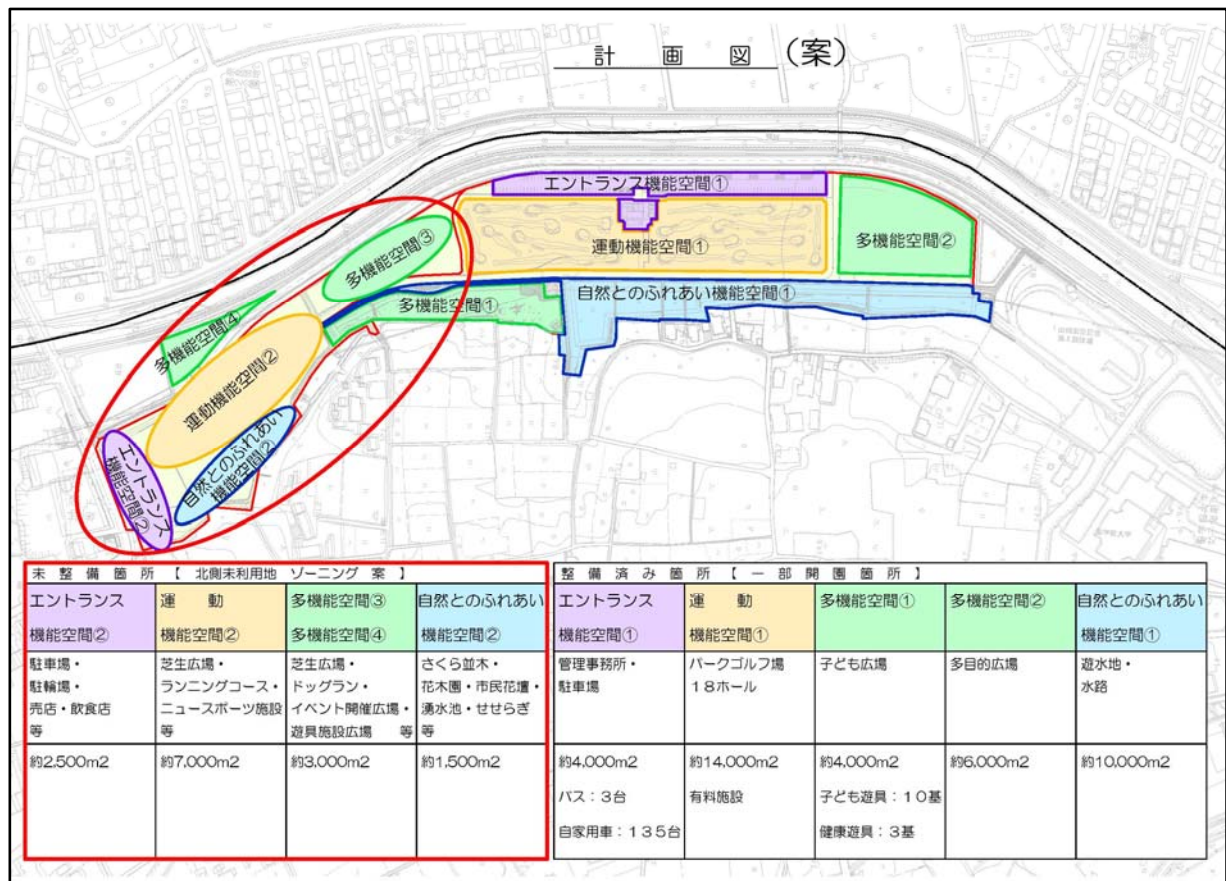 計画図（案）
エントランス機能空間①
運動機能空間①
多機能空間②
多機能空間③
自然とのふれあい機能空間①
多機能空間①
多機能空間④
運動機能空間②
エントランス
機能空間②
自然とのふれあい
機能空間②
未整備箇所【北側未利用地 ゾーニング案】
エントランス
機能空間②
運動
機能空間②
多機能空間③
多機能空間④
自然とのふれあい
機能空間②
駐車場・
駐輪場・
売店・飲食店
等
芝生広場・
ランニングコース・
ニュースポーツ施設
等
芝生広場・
ドッグラン・
イベント開催広場・
遊具施設広場 等
さくら並木・
花木園・市民花壇・
湧水池・せせらぎ
等
約2,500m2
約7,000m2
約3,000m2
約1,500m2
整備済み箇所【一部開園箇所】
エントランス
機能空間①
運動
機能空間①
多機能空間①
多機能空間②
自然とのふれあい
機能空間①
管理事務所・
駐車場
パークゴルフ場
18ホール
子ども広場
多目的広場
遊水地・
水路
約4,000m2
バス：3台
自家用車：135台
約14,000m2
有料施設
約4,000m2
子ども遊具：10基
健康遊具：3基
約6,000m2
約10,000m2